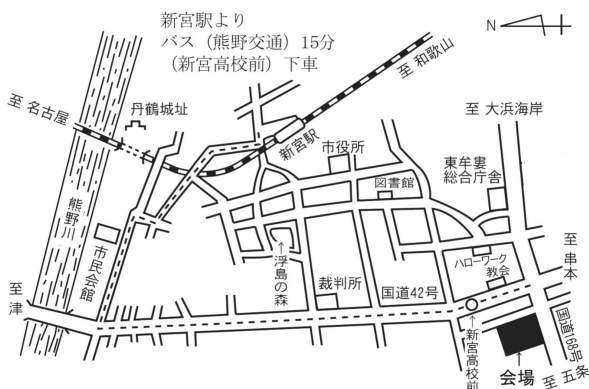 新宮駅より
バス（熊野交通）15分
（新宮高校前）下車
N
至 和歌山
至 名古屋
丹鶴城址
新宮駅
市役所
至 大浜海岸
東牟婁
総合庁舎
図書館
熊野川
市民会館
↑浮島の森
ハローワーク
教会
至 串本
至 津
裁判所
国道42号
↑新宮高校前
国道168号
会場
至 五条